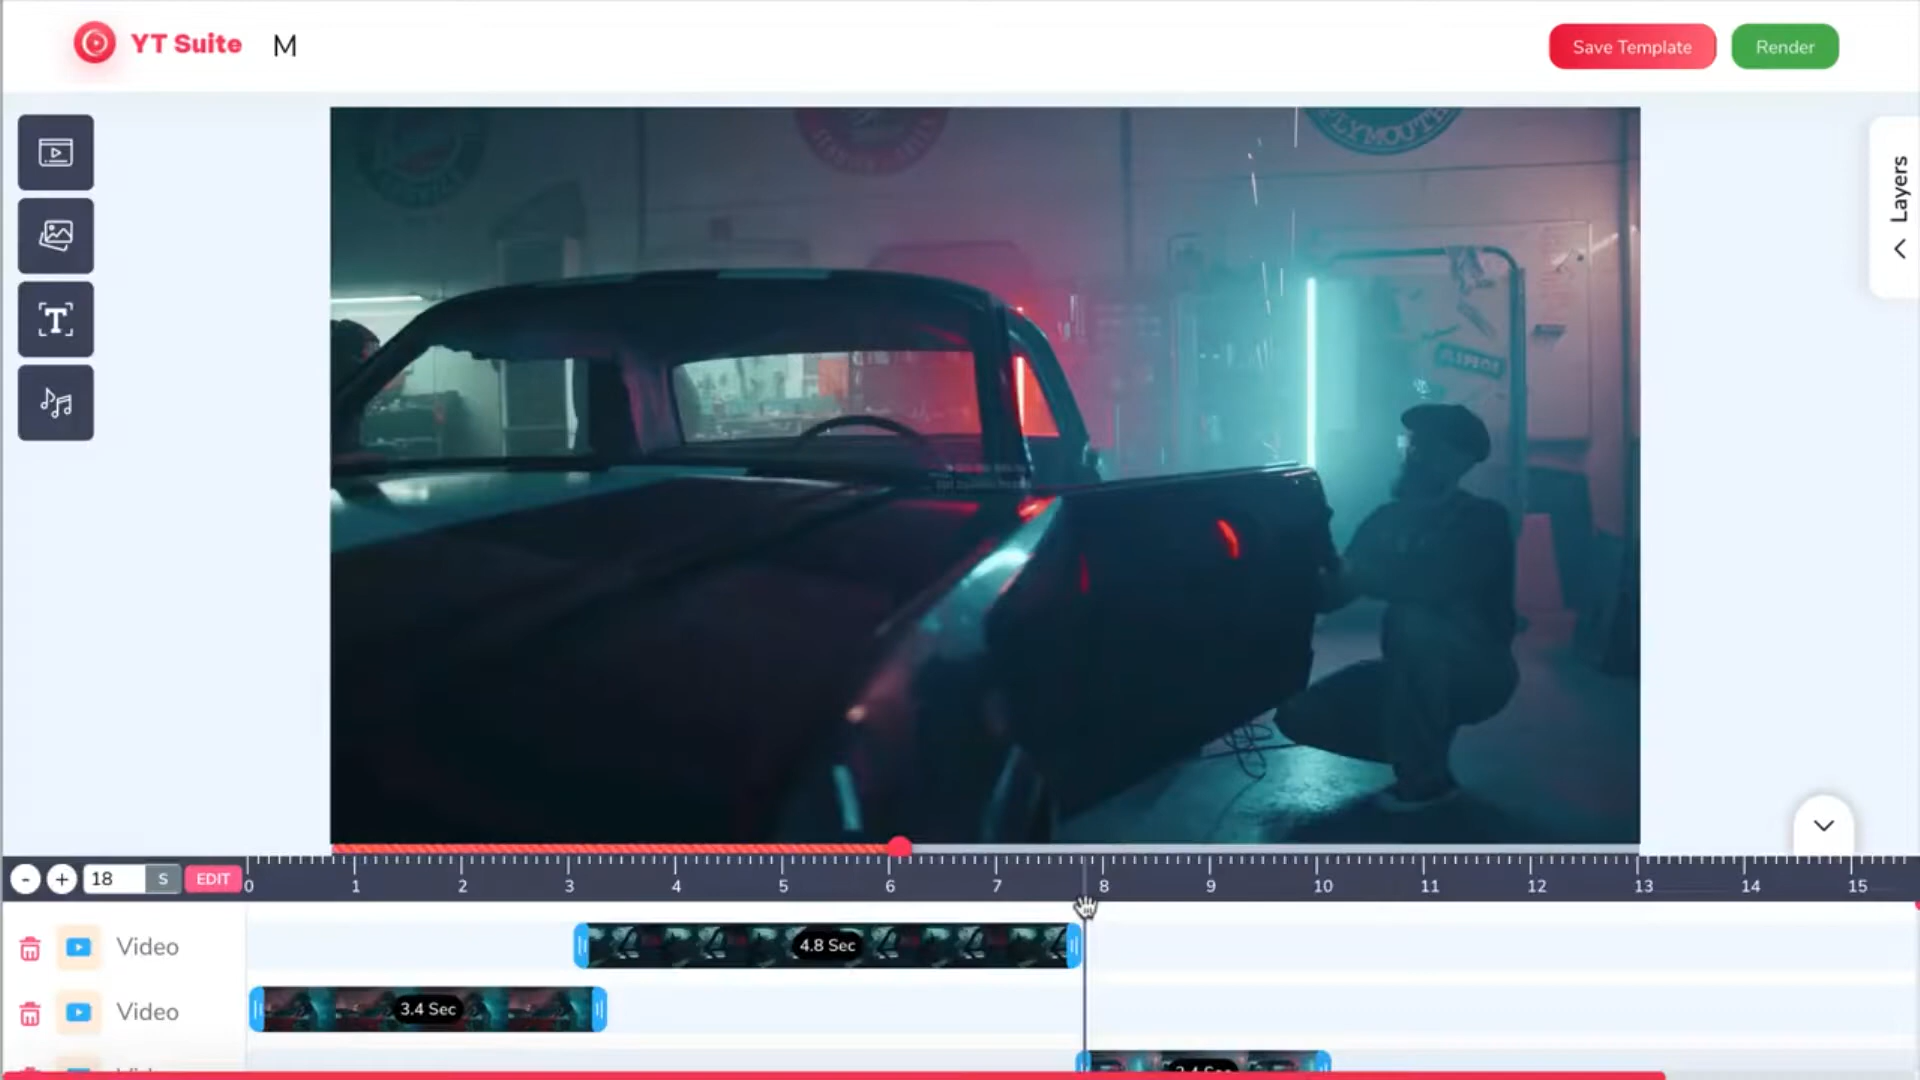 YT Suite M
Save Template
Render
PLYMOUTH
Layers
- + 18 S EDIT 0 1 2 3 4 5 6 7 8 9 10 11 12 13 14 15
Video
4.8 Sec
Video
3.4 Sec